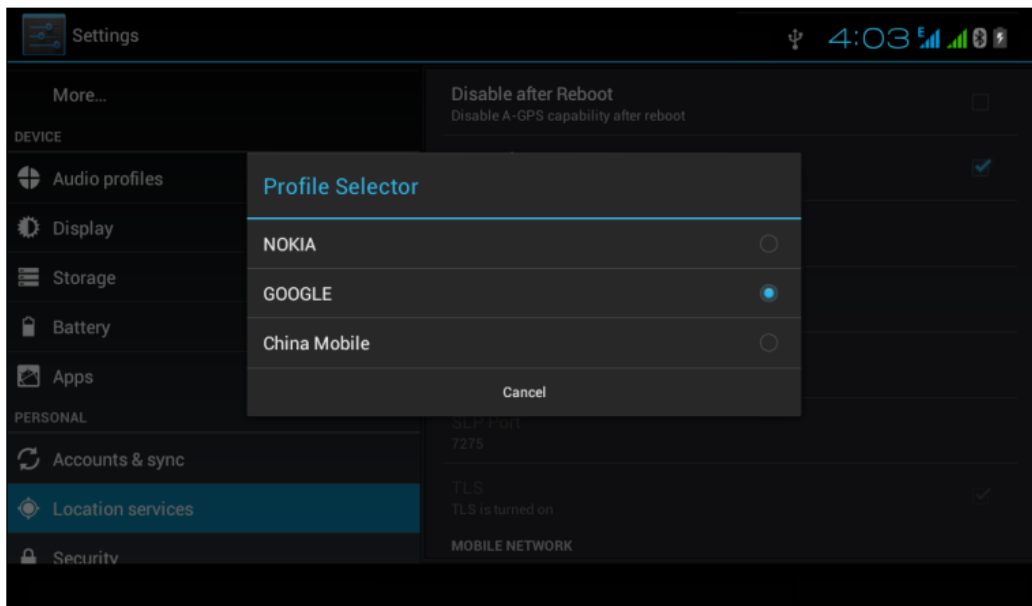 Settings
4:03
E
More...
DEVICE
Audio profiles
Display
Storage
Battery
Apps
PERSONAL
Accounts & sync
Location services
Security
Disable after Reboot
Disable A-GPS capability after reboot
Profile Selector
NOKIA
GOOGLE
China Mobile
Cancel
SLP Port
7275
TLS
TLS is turned on
MOBILE NETWORK